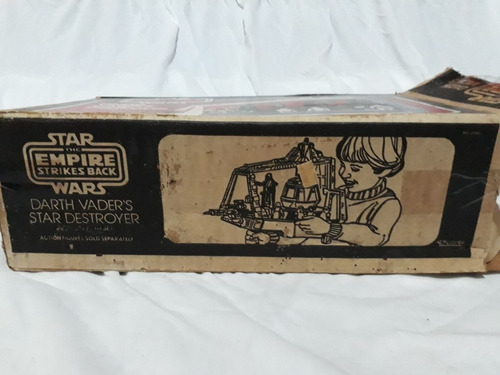 STAR
THE
EMPIRE
STRIKES BACK
WARS
DARTH VADER'S
STAR DESTROYER
ACTION FIGURES SOLD SEPARATELY